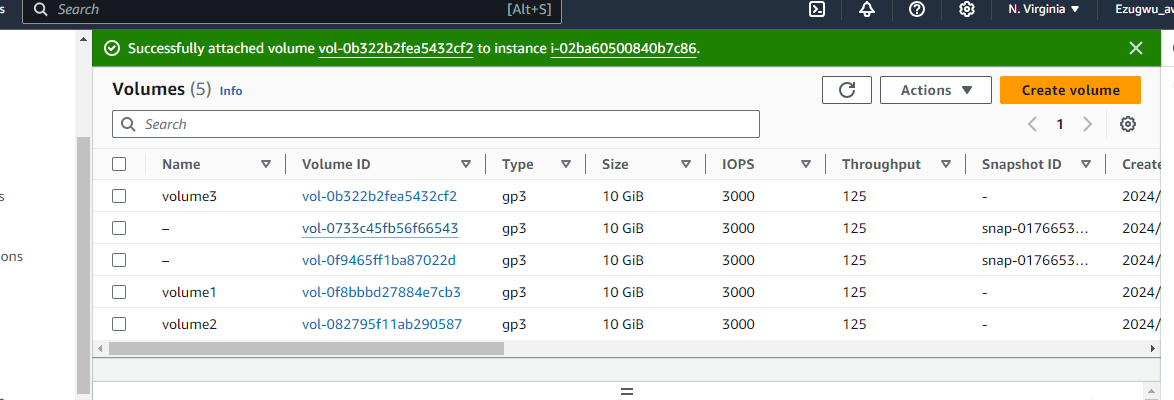 s Search [Alt+S] N. Virginia Ezugwu_aw
Successfully attached volume vol-0b322b2fea5432cf2 to instance i-02ba60500840b7c86.
Volumes (5) Info Actions Create volume
Search 1
Name Volume ID Type Size IOPS Throughput Snapshot ID Create
volume3 vol-0b322b2fea5432cf2 gp3 10 GiB 3000 125 - 2024/
– vol-0733c45fb56f66543 gp3 10 GiB 3000 125 snap-0176653... 2024/
– vol-0f9465ff1ba87022d gp3 10 GiB 3000 125 snap-0176653... 2024/
volume1 vol-0f8bbbd27884e7cb3 gp3 10 GiB 3000 125 - 2024/
volume2 vol-082795f11ab290587 gp3 10 GiB 3000 125 - 2024/
s
ons